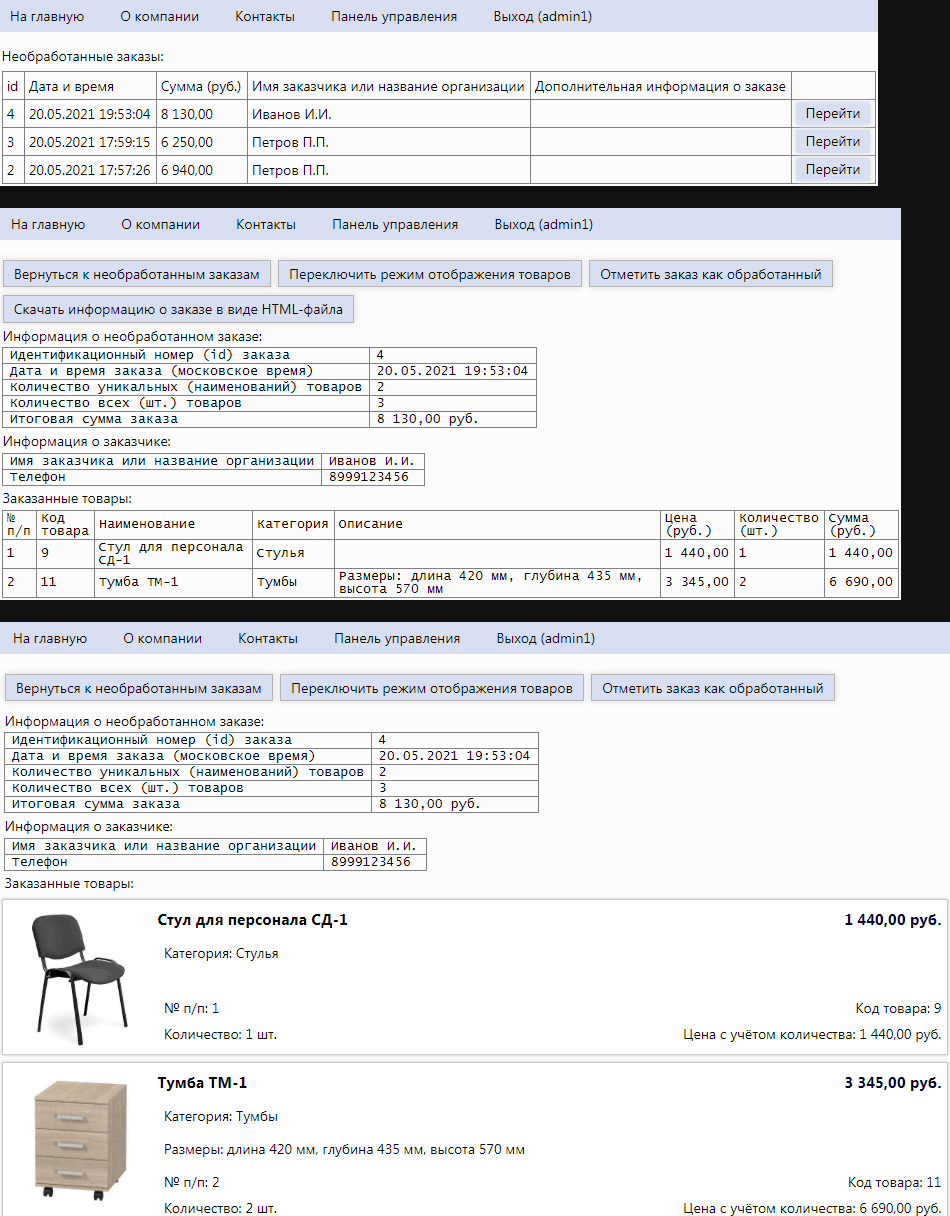 На главную О компании Контакты Панель управления Выход (admin1)
Необработанные заказы:
id Дата и время Сумма (руб.) Имя заказчика или название организации Дополнительная информация о заказе
4 20.05.2021 19:53:04 8 130,00 Иванов И.И. Перейти
3 20.05.2021 17:59:15 6 250,00 Петров П.П. Перейти
2 20.05.2021 17:57:26 6 940,00 Петров П.П. Перейти
На главную О компании Контакты Панель управления Выход (admin1)
Вернуться к необработанным заказам Переключить режим отображения товаров Отметить заказ как обработанный
Скачать информацию о заказе в виде HTML-файла
Информация о необработанном заказе:
Идентификационный номер (id) заказа 4
Дата и время заказа (московское время) 20.05.2021 19:53:04
Количество уникальных (наименований) товаров 2
Количество всех (шт.) товаров 3
Итоговая сумма заказа 8 130,00 руб.
Информация о заказчике:
Имя заказчика или название организации Иванов И.И.
Телефон 8999123456
Заказанные товары:
№ п/п Код товара Наименование Категория Описание Цена (руб.) Количество (шт.) Сумма (руб.)
1 9 Стул для персонала СД-1 Стулья 1 440,00 1 1 440,00
2 11 Тумба ТМ-1 Тумбы Размеры: длина 420 мм, глубина 435 мм, высота 570 мм 3 345,00 2 6 690,00
На главную О компании Контакты Панель управления Выход (admin1)
Вернуться к необработанным заказам Переключить режим отображения товаров Отметить заказ как обработанный
Информация о необработанном заказе:
Идентификационный номер (id) заказа 4
Дата и время заказа (московское время) 20.05.2021 19:53:04
Количество уникальных (наименований) товаров 2
Количество всех (шт.) товаров 3
Итоговая сумма заказа 8 130,00 руб.
Информация о заказчике:
Имя заказчика или название организации Иванов И.И.
Телефон 8999123456
Заказанные товары:
Стул для персонала СД-1 1 440,00 руб.
Категория: Стулья
№ п/п: 1 Код товара: 9
Количество: 1 шт. Цена с учётом количества: 1 440,00 руб.
Тумба ТМ-1 3 345,00 руб.
Категория: Тумбы
Размеры: длина 420 мм, глубина 435 мм, высота 570 мм
№ п/п: 2 Код товара: 11
Количество: 2 шт. Цена с учётом количества: 6 690,00 руб.